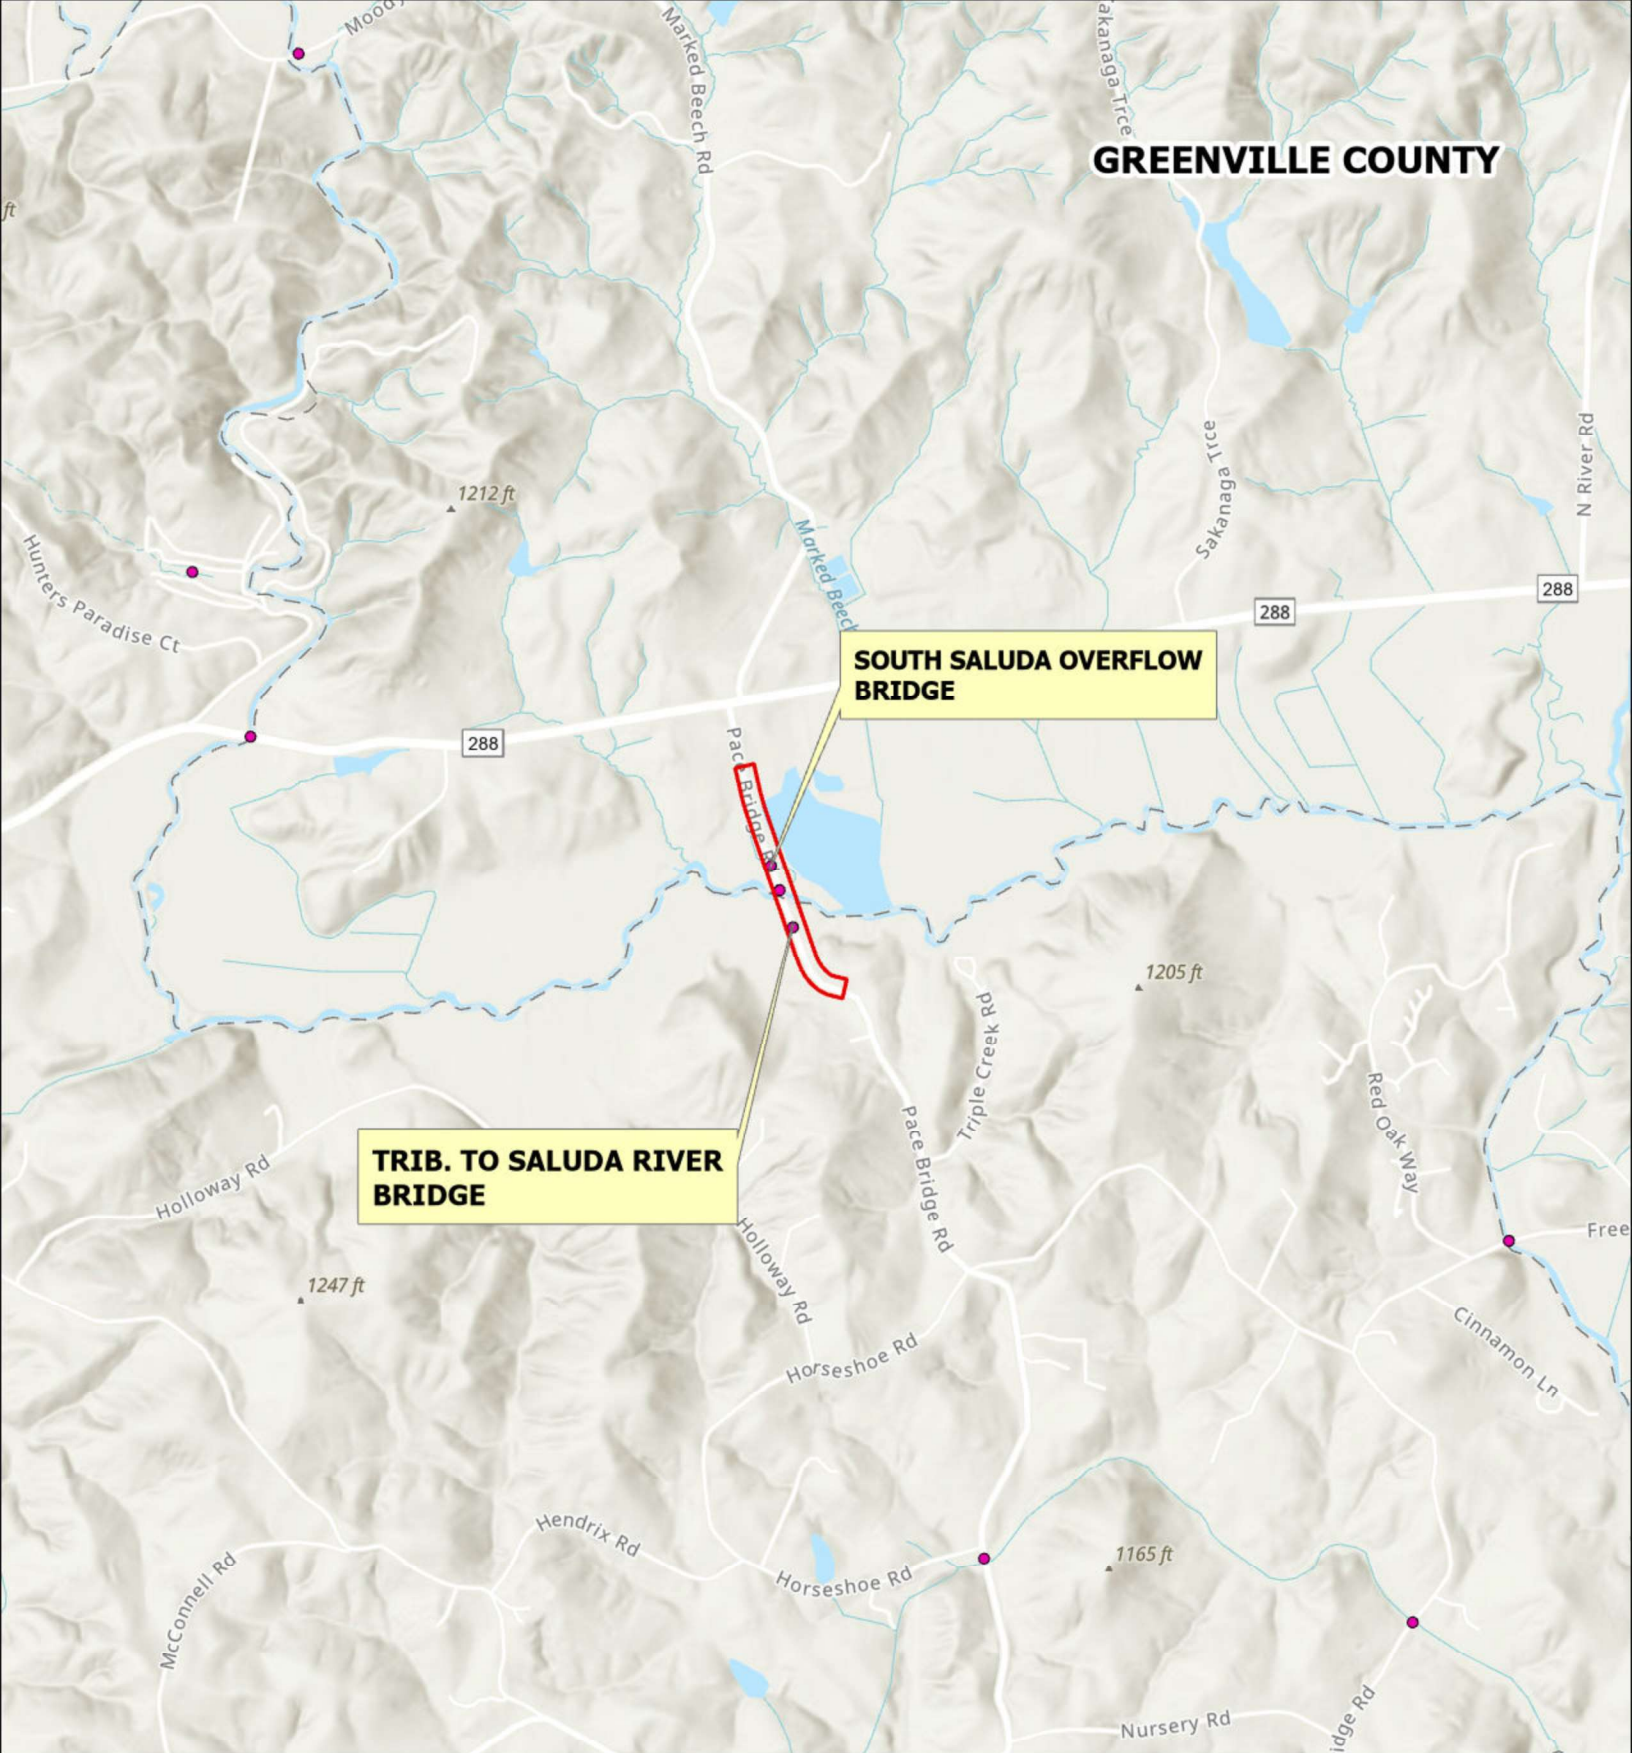 Moody
Marked Beech Rd
akanaga Trce
GREENVILLE COUNTY
ft
1212 ft
Sakanaga Trce
N River Rd
Hunters Paradise Ct
Marked Beech
288
288
SOUTH SALUDA OVERFLOW
BRIDGE
288
Pace Bridge R
1205 ft
Triple Creek Rd
Red Oak Way
TRIB. TO SALUDA RIVER
BRIDGE
Holloway Rd
Pace Bridge Rd
Free
Holloway Rd
1247 ft
Cinnamon Ln
Horseshoe Rd
Hendrix Rd
1165 ft
Horseshoe Rd
McConnell Rd
Nursery Rd
idge Rd